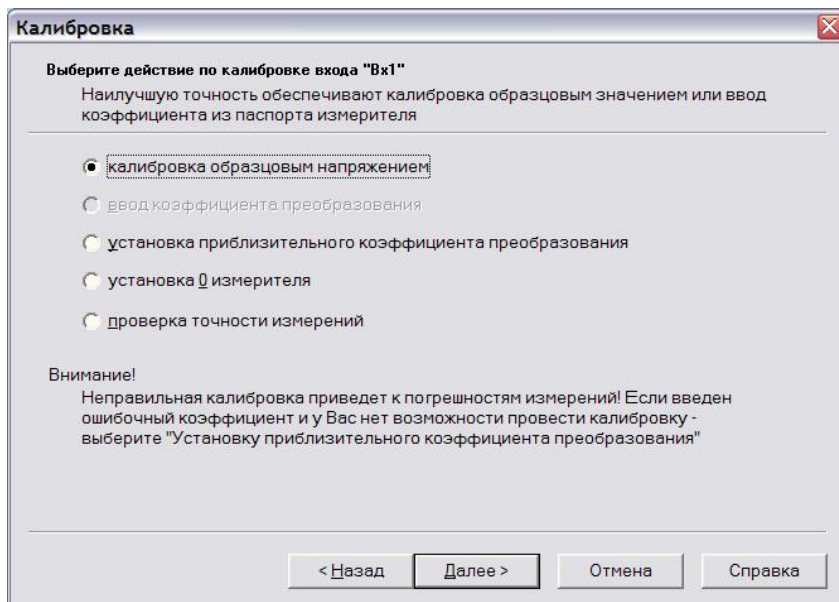 Калибровка
Выберите действие по калибровке входа "Вх1"
Наилучшую точность обеспечивают калибровка образцовым значением или ввод
коэффициента из паспорта измерителя
калибровка образцовым напряжением
ввод коэффициента преобразования
установка приблизительного коэффициента преобразования
установка 0 измерителя
проверка точности измерений
Внимание!
Неправильная калибровка приведет к погрешностям измерений! Если введен
ошибочный коэффициент и у Вас нет возможности провести калибровку -
выберите "Установку приблизительного коэффициента преобразования"
< Назад
Далее >
Отмена
Справка